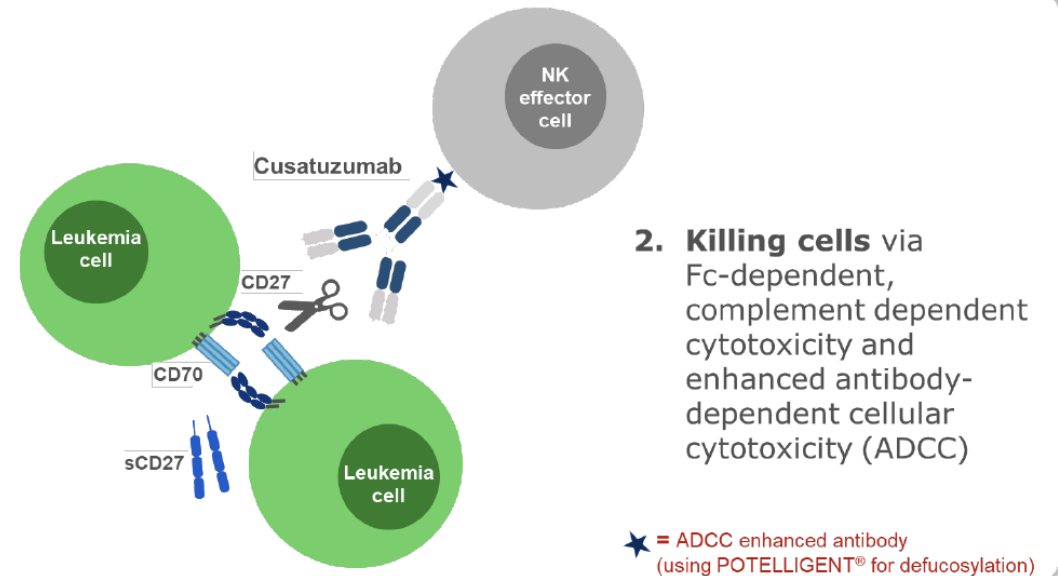 NK
effector
cell
Cusatuzumab
Leukemia
cell
CD27
CD70
sCD27
Leukemia
cell
2. Killing cells via
Fc-dependent,
complement dependent
cytotoxicity and
enhanced antibody-
dependent cellular
cytotoxicity (ADCC)
= ADCC enhanced antibody
(using POTELLIGENT® for defucosylation)